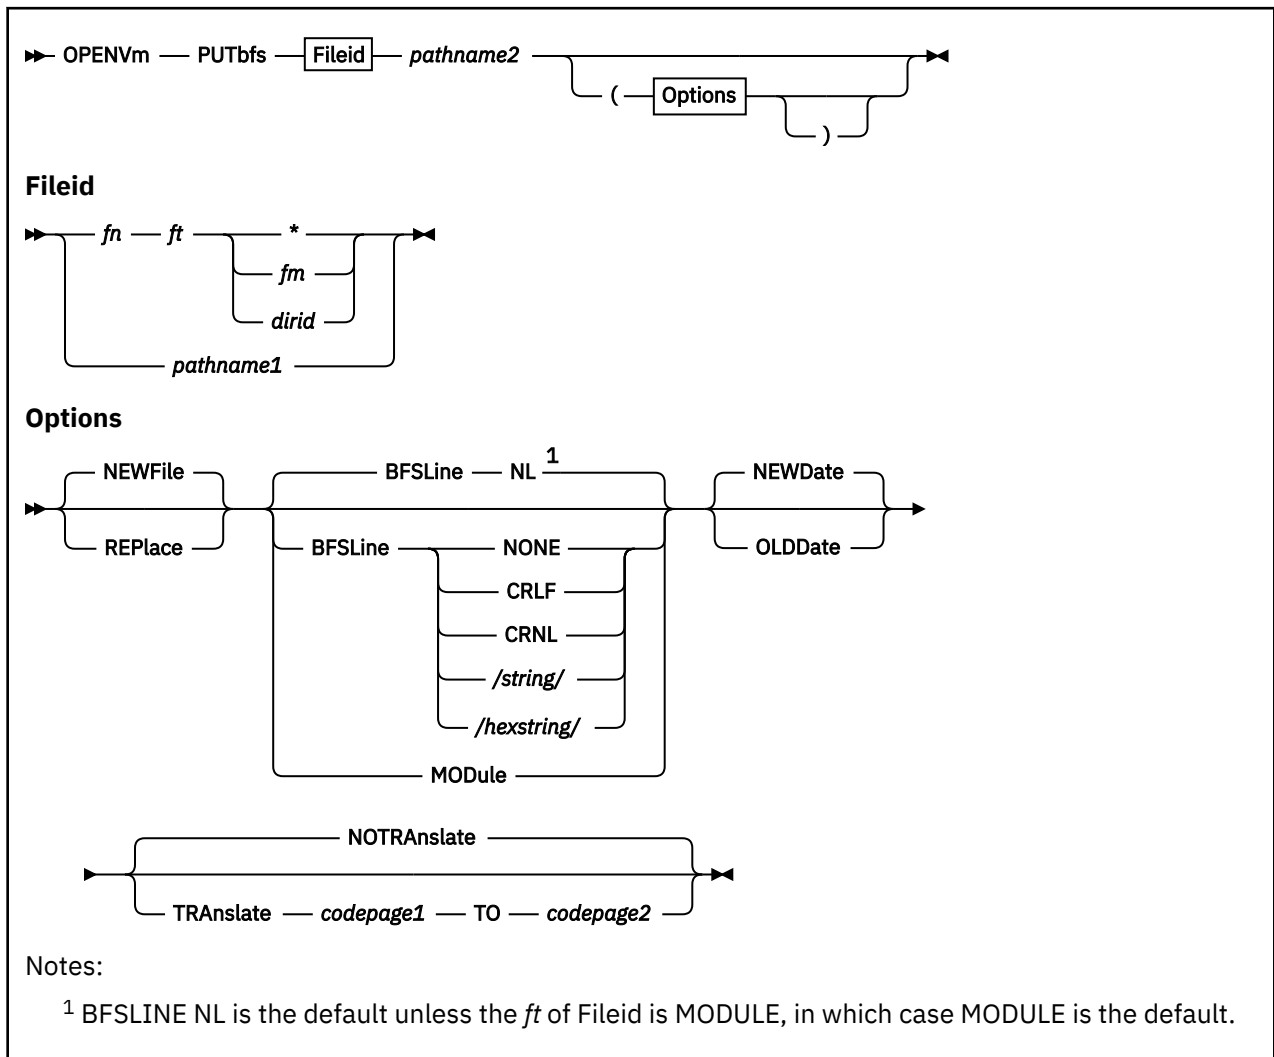 OPENVm PUTbfs Fileid pathname2
( Options
)
Fileid
fn ft *
fm
dirid
pathname1
Options
NEWFile BFSLine NL 1 NEWDate
REPlace BFSLine NONE OLDDate
CRLF
CRNL
/string/
/hexstring/
MODule
NOTRAnslate
TRAnslate codepage1 TO codepage2
Notes:
1 BFSLINE NL is the default unless the ft of Fileid is MODULE, in which case MODULE is the default.